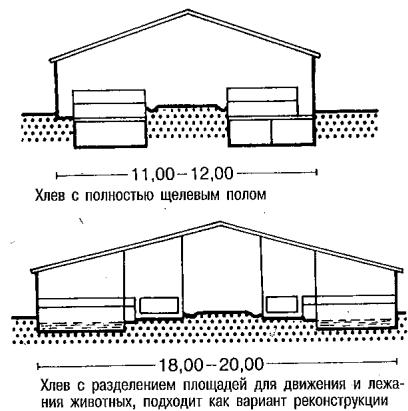 11,00–12,00
Хлев с полностью щелевым полом
18,00–20,00
Хлев с разделением площадей для движения и лежа-
ния животных, подходит как вариант реконструкции